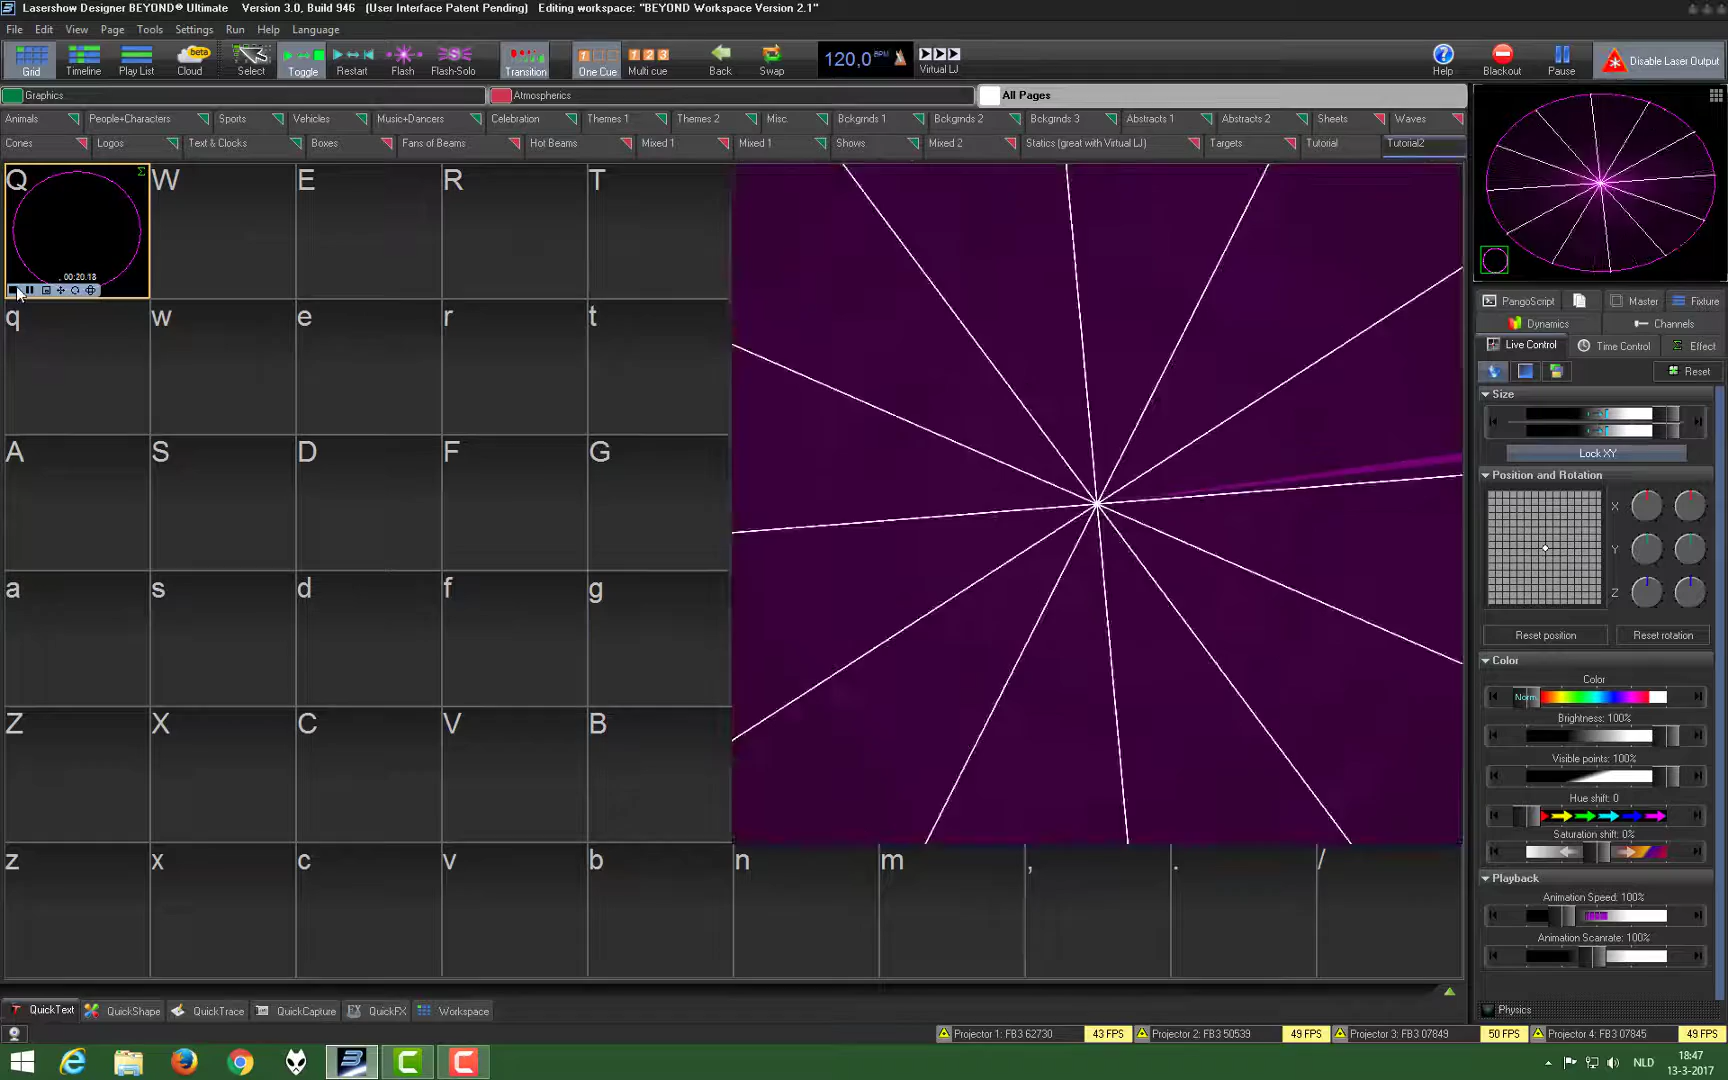 Lasershow Designer BEYOND® Ultimate Version 3.0, Build 946 (User Interface Patent Pending) Editing workspace: "BEYOND Workspace Version 2.1"
File Edit View Page Tools Settings Run Help Language
Grid Timeline Play List Cloud beta Select Toggle Restart Flash Flash-Solo Transition One Cue Multi cue Back Swap 120,0 BPM Virtual LJ Help Blackout Pause Disable Laser Output
Graphics Atmospherics All Pages
Animals People+Characters Sports Vehicles Music+Dancers Celebration Themes 1 Themes 2 Misc. Bckgrnds 1 Bckgrnds 2 Bckgrnds 3 Abstracts 1 Abstracts 2 Sheets Waves
Cones Logos Text & Clocks Boxes Fans of Beams Hot Beams Mixed 1 Mixed 1 Shows Mixed 2 Statics (great with Virtual LJ) Targets Tutorial Tutorial2
Q W E R T
00:20.18
q w e r t
A S D F G
a s d f g
Z X C V B
z x c v b n m , . /
PangoScript Master Fixture
Dynamics Channels
Live Control Time Control Effect
Reset
Size
Lock XY
Position and Rotation
X
Y
Z
Reset position Reset rotation
Color
Color
Norm
Brightness: 100%
Visible points: 100%
Hue shift: 0
Saturation shift: 0%
Playback
Animation Speed: 100%
Animation Scanrate: 100%
Physics
QuickText QuickShape QuickTrace QuickCapture FX QuickFX Workspace
Projector 1: FB3 62730 43 FPS Projector 2: FB3 50539 49 FPS Projector 3: FB3 07849 50 FPS Projector 4: FB3 07845 49 FPS
NLD 18:47
13-3-2017